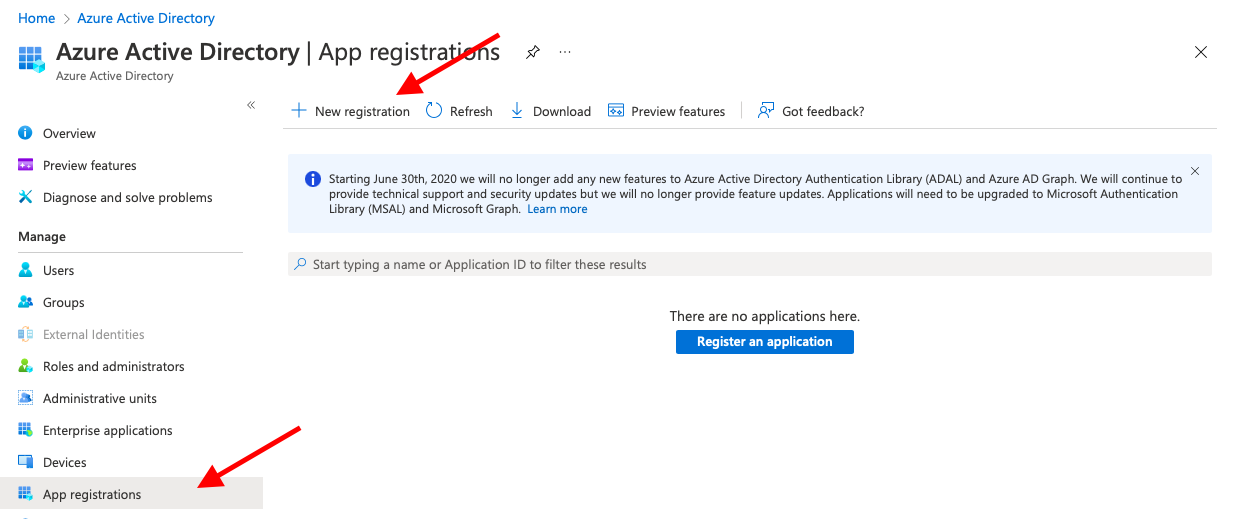 Home > Azure Active Directory
Azure Active Directory | App registrations
Azure Active Directory
New registration Refresh Download Preview features Got feedback?
Overview
Preview features
Diagnose and solve problems
Manage
Users
Groups
External Identities
Roles and administrators
Administrative units
Enterprise applications
Devices
App registrations
Starting June 30th, 2020 we will no longer add any new features to Azure Active Directory Authentication Library (ADAL) and Azure AD Graph. We will continue to
provide technical support and security updates but we will no longer provide feature updates. Applications will need to be upgraded to Microsoft Authentication
Library (MSAL) and Microsoft Graph. Learn more
Start typing a name or Application ID to filter these results
There are no applications here.
Register an application